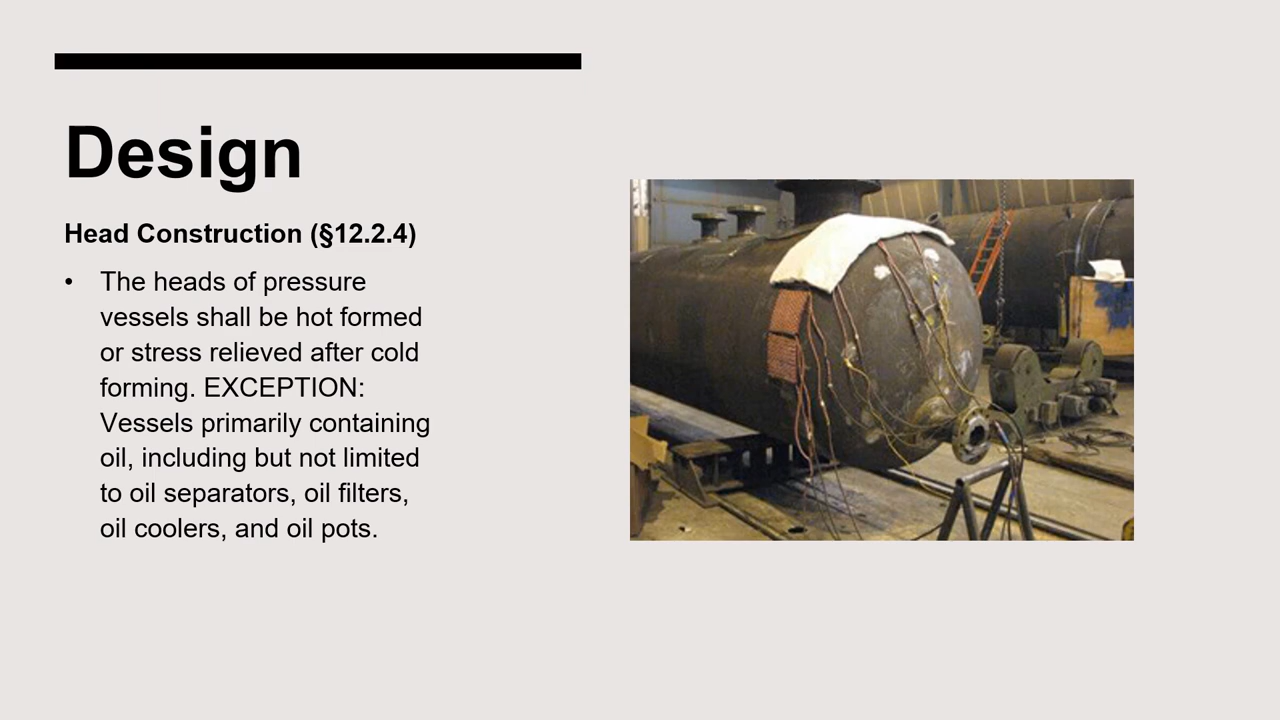 Design
Head Construction (§12.2.4)
• The heads of pressure
vessels shall be hot formed
or stress relieved after cold
forming. EXCEPTION:
Vessels primarily containing
oil, including but not limited
to oil separators, oil filters,
oil coolers, and oil pots.